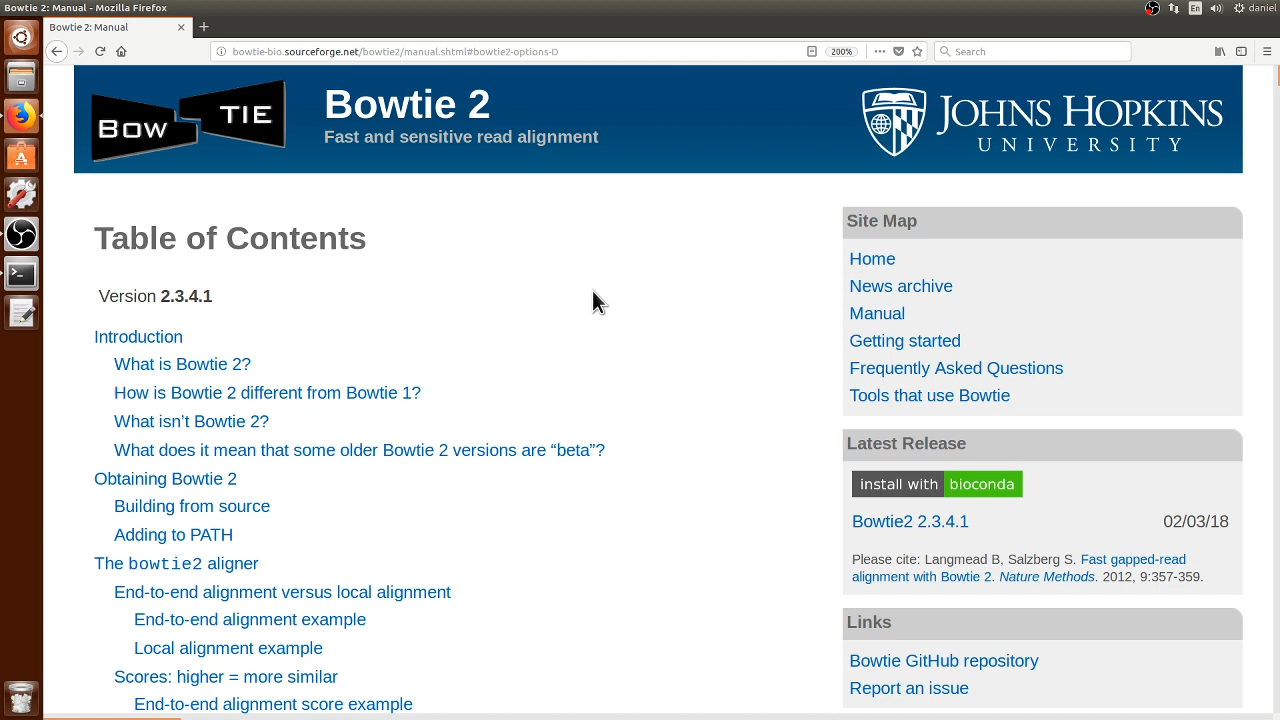 Bowtie 2: Manual - Mozilla Firefox
En
daniel
Bowtie 2: Manual
bowtie-bio.sourceforge.net/bowtie2/manual.shtml#bowtie2-options-D
200%
Search
BOW TIE
Bowtie 2
Fast and sensitive read alignment
JOHNS HOPKINS
UNIVERSITY
Table of Contents
Version 2.3.4.1
Introduction
What is Bowtie 2?
How is Bowtie 2 different from Bowtie 1?
What isn’t Bowtie 2?
What does it mean that some older Bowtie 2 versions are “beta”?
Obtaining Bowtie 2
Building from source
Adding to PATH
The bowtie2 aligner
End-to-end alignment versus local alignment
End-to-end alignment example
Local alignment example
Scores: higher = more similar
End-to-end alignment score example
Site Map
Home
News archive
Manual
Getting started
Frequently Asked Questions
Tools that use Bowtie
Latest Release
install with bioconda
Bowtie2 2.3.4.1 02/03/18
Please cite: Langmead B, Salzberg S. Fast gapped-read
alignment with Bowtie 2. Nature Methods. 2012, 9:357-359.
Links
Bowtie GitHub repository
Report an issue